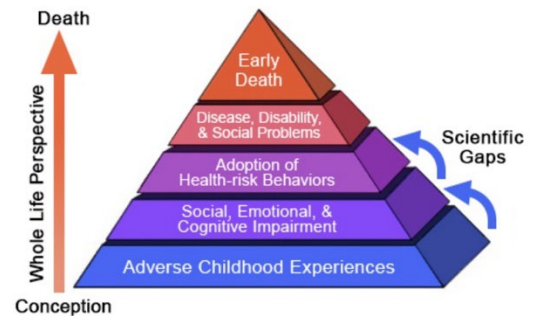 Death
Whole Life Perspective
Conception
Early
Death
Disease, Disability,
& Social Problems
Adoption of
Health-risk Behaviors
Social, Emotional, &
Cognitive Impairment
Adverse Childhood Experiences
Scientific
Gaps